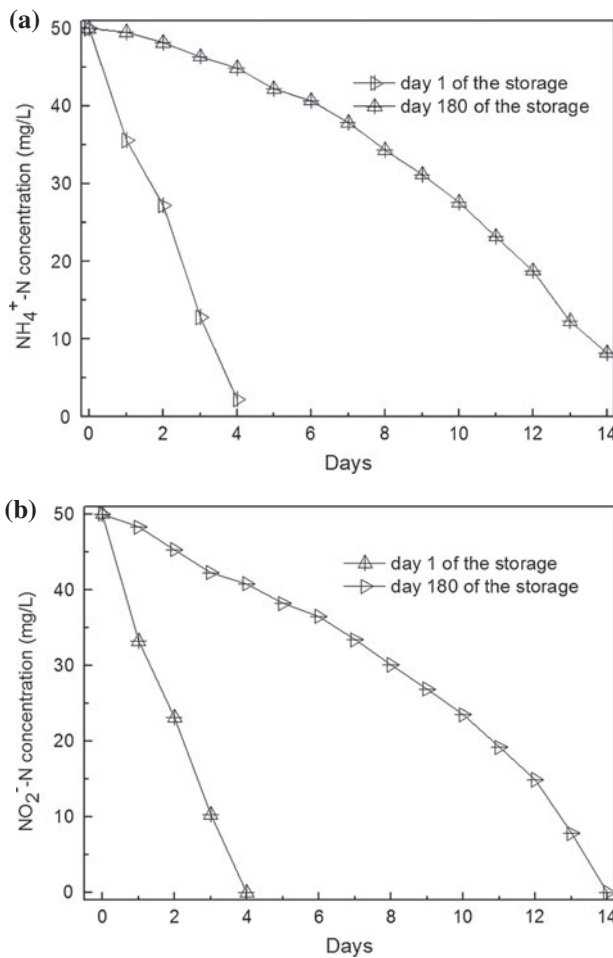 (a)
50
40
30
20
10
0
NH₄⁺-N concentration (mg/L)
day 1 of the storage
day 180 of the storage
0 2 4 6 8 10 12 14
Days
(b)
50
40
30
20
10
0
NO₂⁻-N concentration (mg/L)
day 1 of the storage
day 180 of the storage
0 2 4 6 8 10 12 14
Days